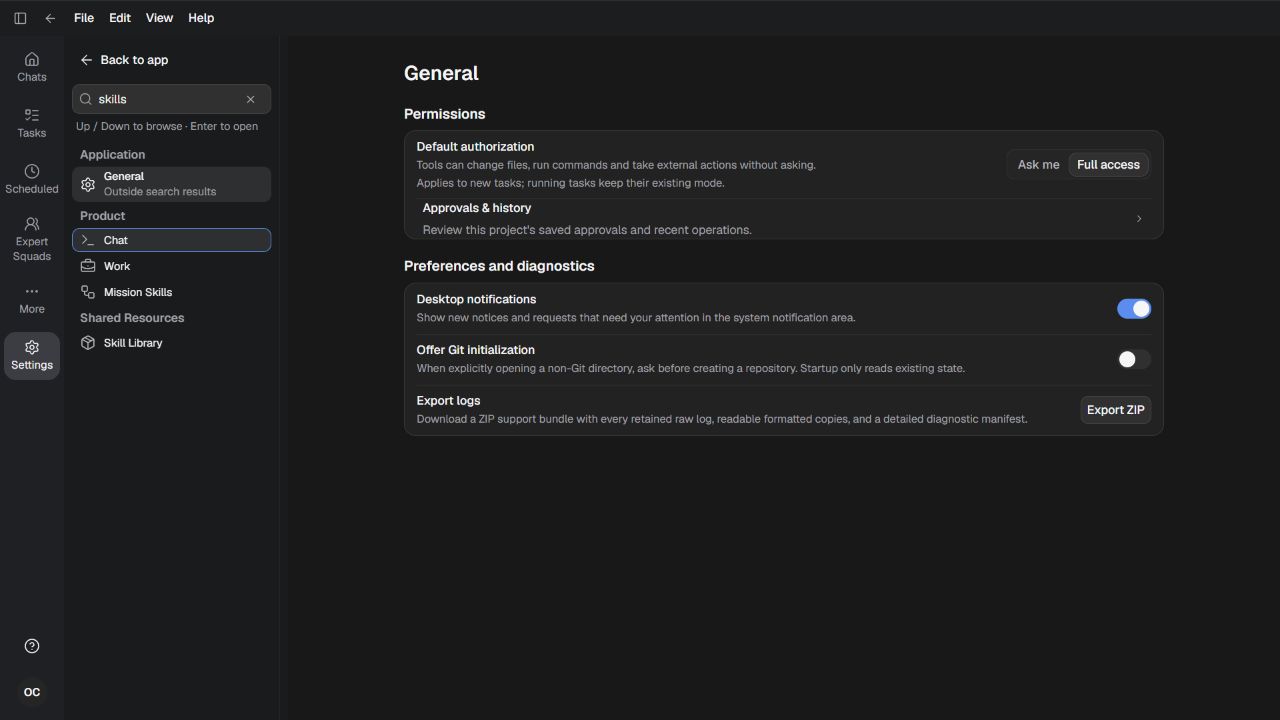 File Edit View Help
Chats
Tasks
Scheduled
Expert
Squads
More
Settings
OC
Back to app
skills
Up / Down to browse · Enter to open
Application
General
Outside search results
Product
Chat
Work
Mission Skills
Shared Resources
Skill Library
General
Permissions
Default authorization
Tools can change files, run commands and take external actions without asking.
Applies to new tasks; running tasks keep their existing mode.
Ask me Full access
Approvals & history
Review this project's saved approvals and recent operations.
Preferences and diagnostics
Desktop notifications
Show new notices and requests that need your attention in the system notification area.
Offer Git initialization
When explicitly opening a non-Git directory, ask before creating a repository. Startup only reads existing state.
Export logs
Download a ZIP support bundle with every retained raw log, readable formatted copies, and a detailed diagnostic manifest.
Export ZIP